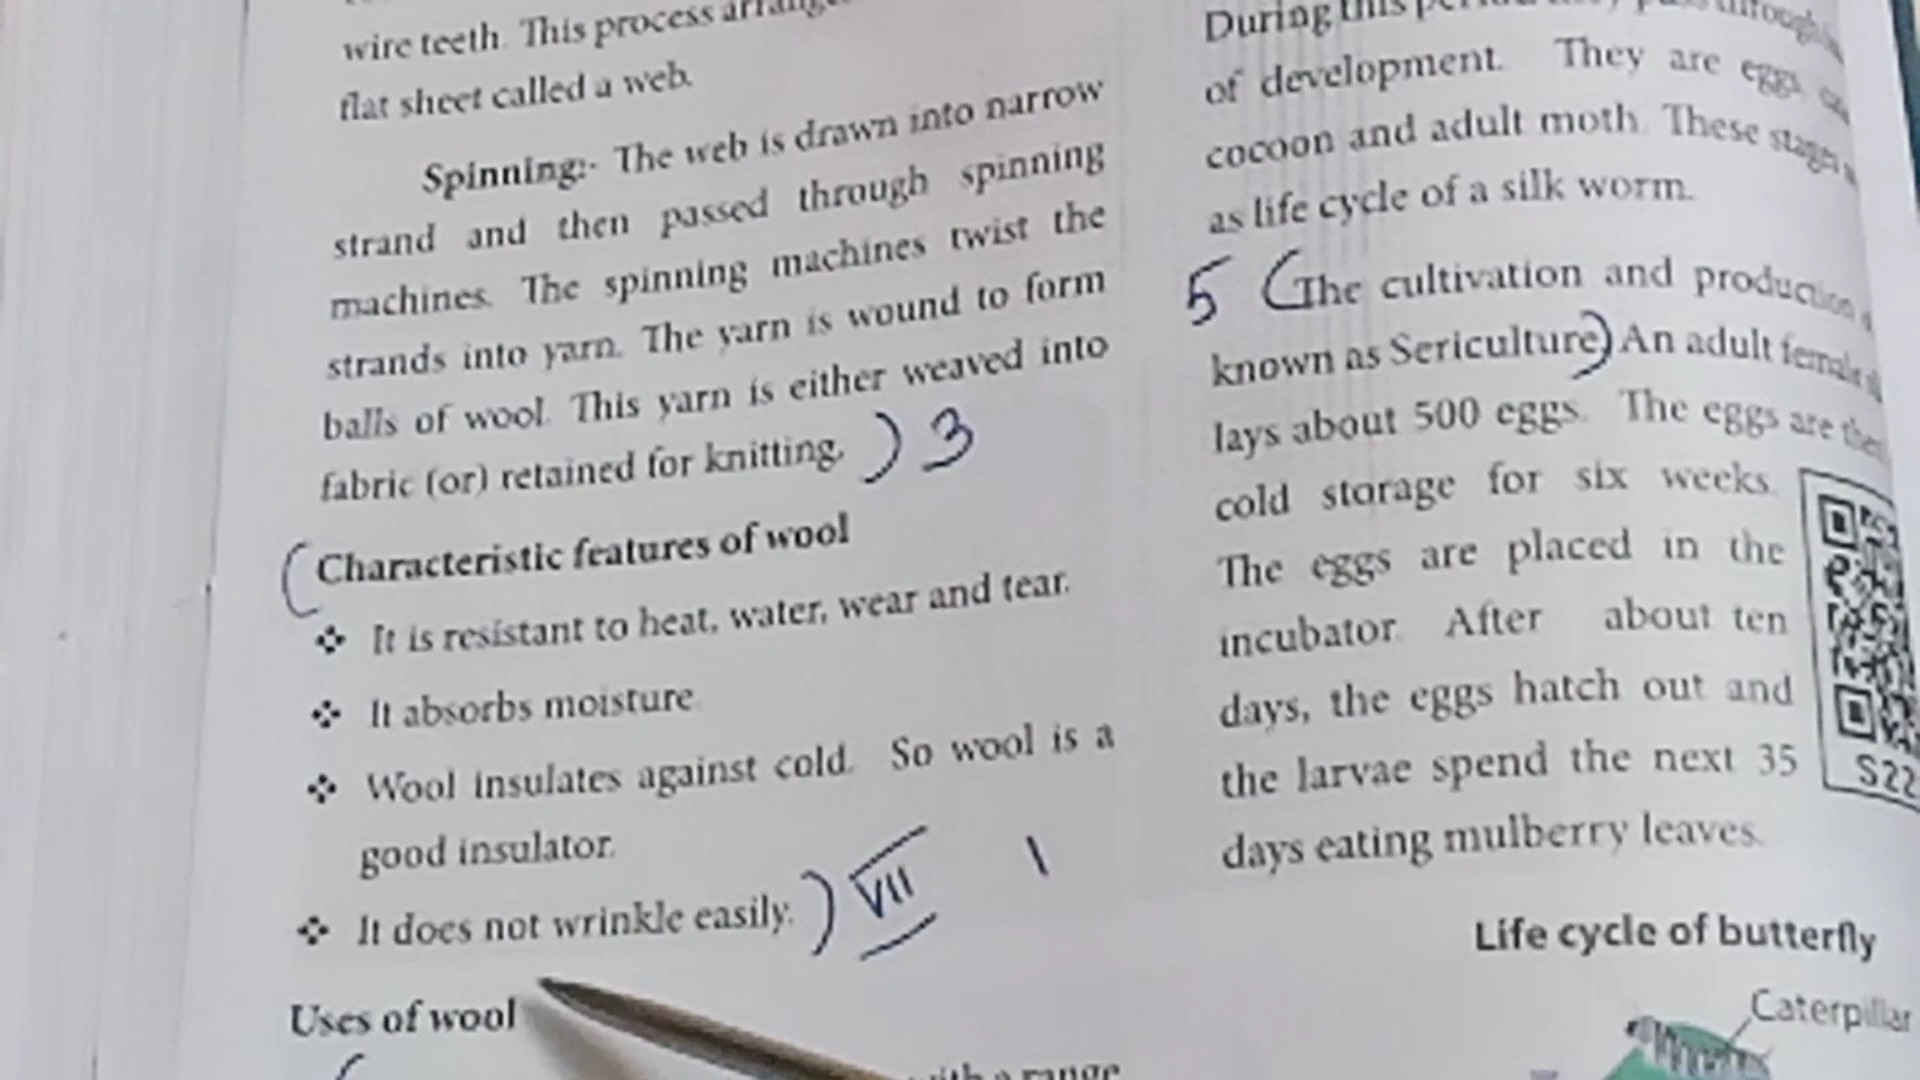 wire teeth. This process
flat sheet called a web.
Spinning:- The web is drawn into narrow
strand and then passed through spinning
machines. The spinning machines twist the
strands into yarn. The yarn is wound to form
balls of wool. This yarn is either weaved into
fabric (or) retained for knitting. ) 3
(Characteristic features of wool
❖ It is resistant to heat, water, wear and tear.
❖ It absorbs moisture.
❖ Wool insulates against cold. So wool is a
good insulator.
❖ It does not wrinkle easily. ) VII 1
Uses of wool
range
During this
of development. They are eggs,
cocoon and adult moth. These stages
as life cycle of a silk worm.
5 (The cultivation and production
known as Sericulture) An adult female
lays about 500 eggs. The eggs are
cold storage for six weeks.
The eggs are placed in the
incubator. After about ten
days, the eggs hatch out and
the larvae spend the next 35
days eating mulberry leaves.
S22
Life cycle of butterfly
Caterpillar